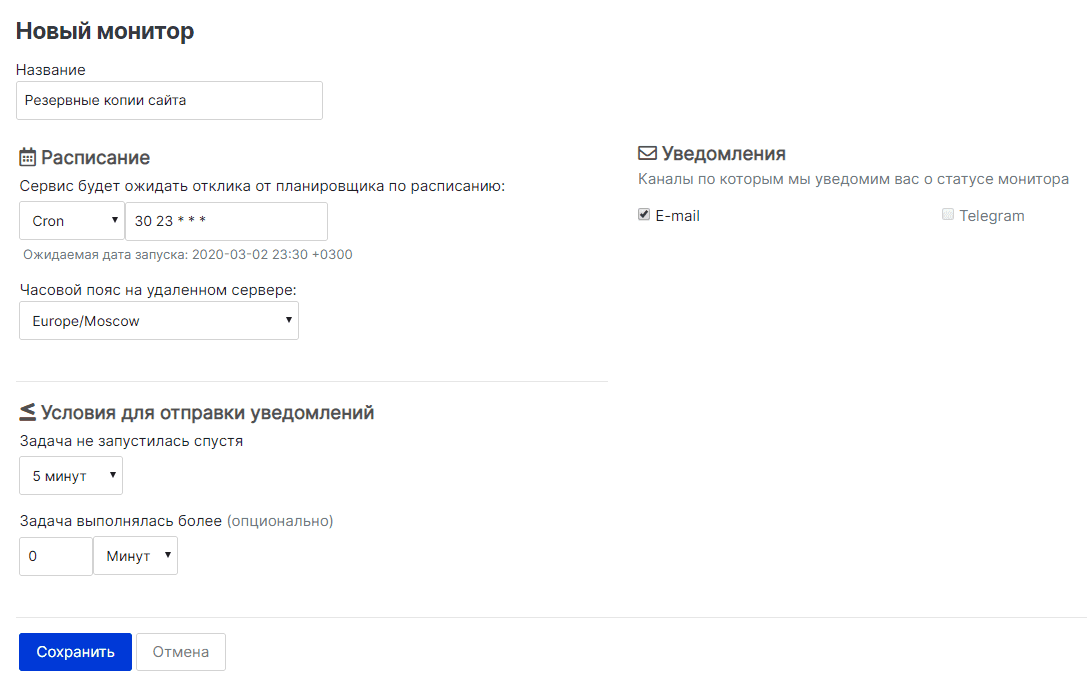 Новый монитор
Название
Резервные копии сайта
Расписание
Сервис будет ожидать отклика от планировщика по расписанию:
Cron
30 23 * * *
Ожидаемая дата запуска: 2020-03-02 23:30 +0300
Часовой пояс на удаленном сервере:
Europe/Moscow
Уведомления
Каналы по которым мы уведомим вас о статусе монитора
E-mail
Telegram
Условия для отправки уведомлений
Задача не запустилась спустя
5 минут
Задача выполнялась более (опционально)
0
Минут
Сохранить
Отмена